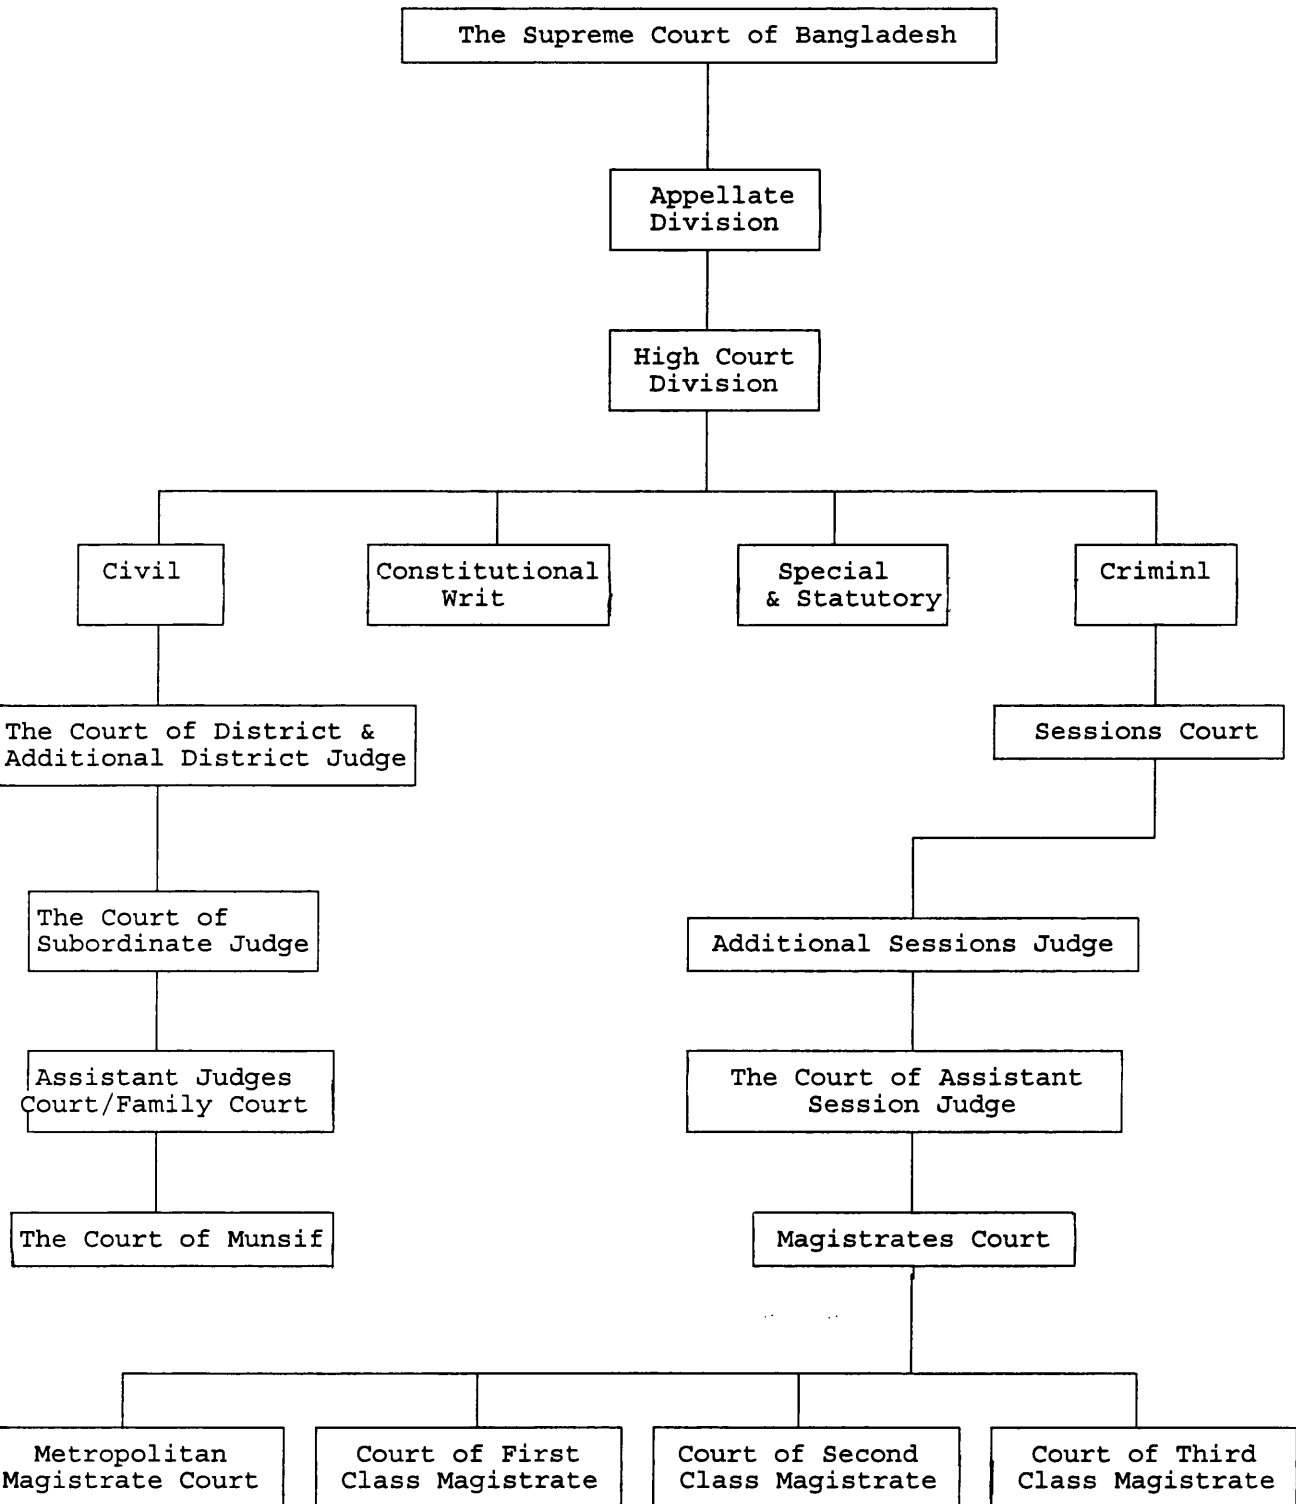 The Supreme Court of Bangladesh
Appellate
Division
High Court
Division
Civil
Constitutional
Writ
Special
& Statutory
Criminl
The Court of District &
Additional District Judge
Sessions Court
The Court of
Subordinate Judge
Additional Sessions Judge
Assistant Judges
Court/Family Court
The Court of Assistant
Session Judge
The Court of Munsif
Magistrates Court
Metropolitan
Magistrate Court
Court of First
Class Magistrate
Court of Second
Class Magistrate
Court of Third
Class Magistrate